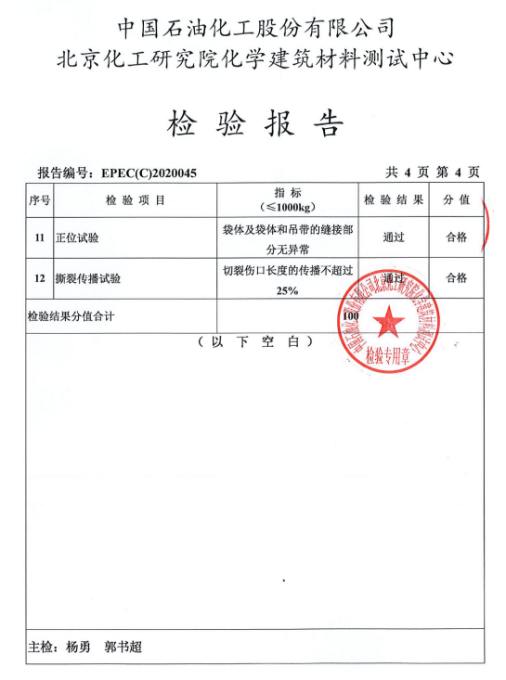 中国石油化工股份有限公司
北京化工研究院化学建筑材料测试中心
检 验 报 告
报告编号：EPEC(C)2020045 共 4 页 第 4 页
序号 检 验 项 目 指 标 （≤1000kg） 检 验 结 果 分 值
11 正位试验 袋体及袋体和吊带的缝接部分无异常 通过 合格
12 撕裂传播试验 切裂伤口长度的传播不超过25% 通过 合格
检验结果分值合计 100
（ 以 下 空 白 ）
检验专用章
主检：杨勇 郭书超